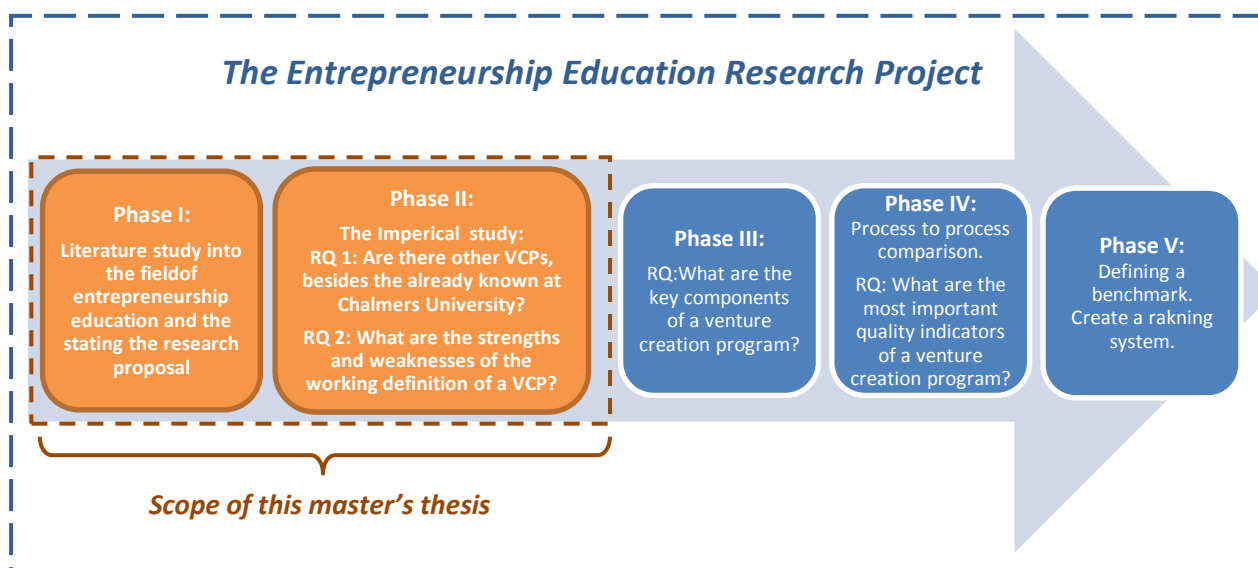 The Entrepreneurship Education Research Project
Phase I:
Literature study into
the fieldof
entrepreneurship
education and the
stating the research
proposal
Phase II:
The Imperical study:
RQ 1: Are there other VCPs,
besides the already known at
Chalmers University?
RQ 2: What are the strengths
and weaknesses of the
working definition of a VCP?
Phase III:
RQ:What are the
key components
of a venture
creation program?
Phase IV:
Process to process
comparison.
RQ: What are the
most important
quality indicators
of a venture
creation program?
Phase V:
Defining a
benchmark.
Create a rakning
system.
Scope of this master’s thesis